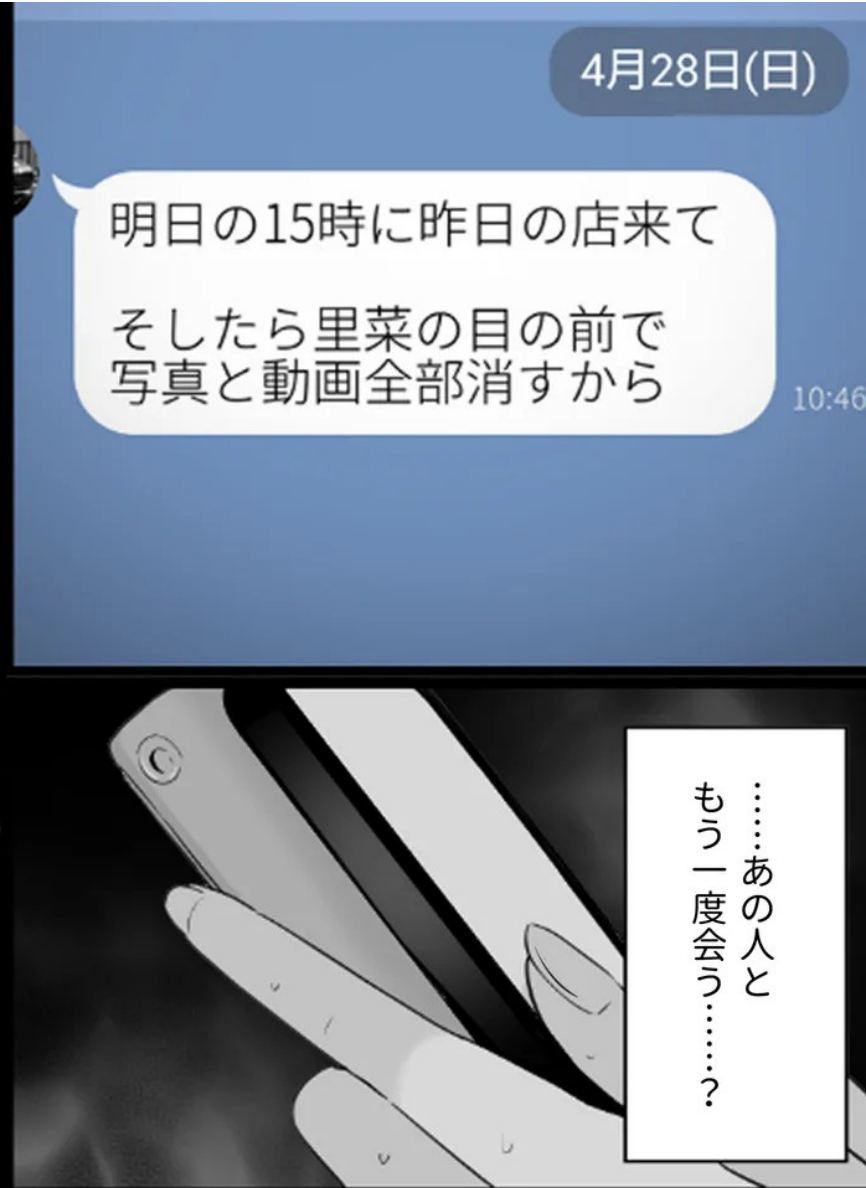 4月28日(日)
明日の15時に昨日の店来て
そしたら里菜の目の前で
写真と動画全部消すから
10:46
……あの人と
もう一度会う………?